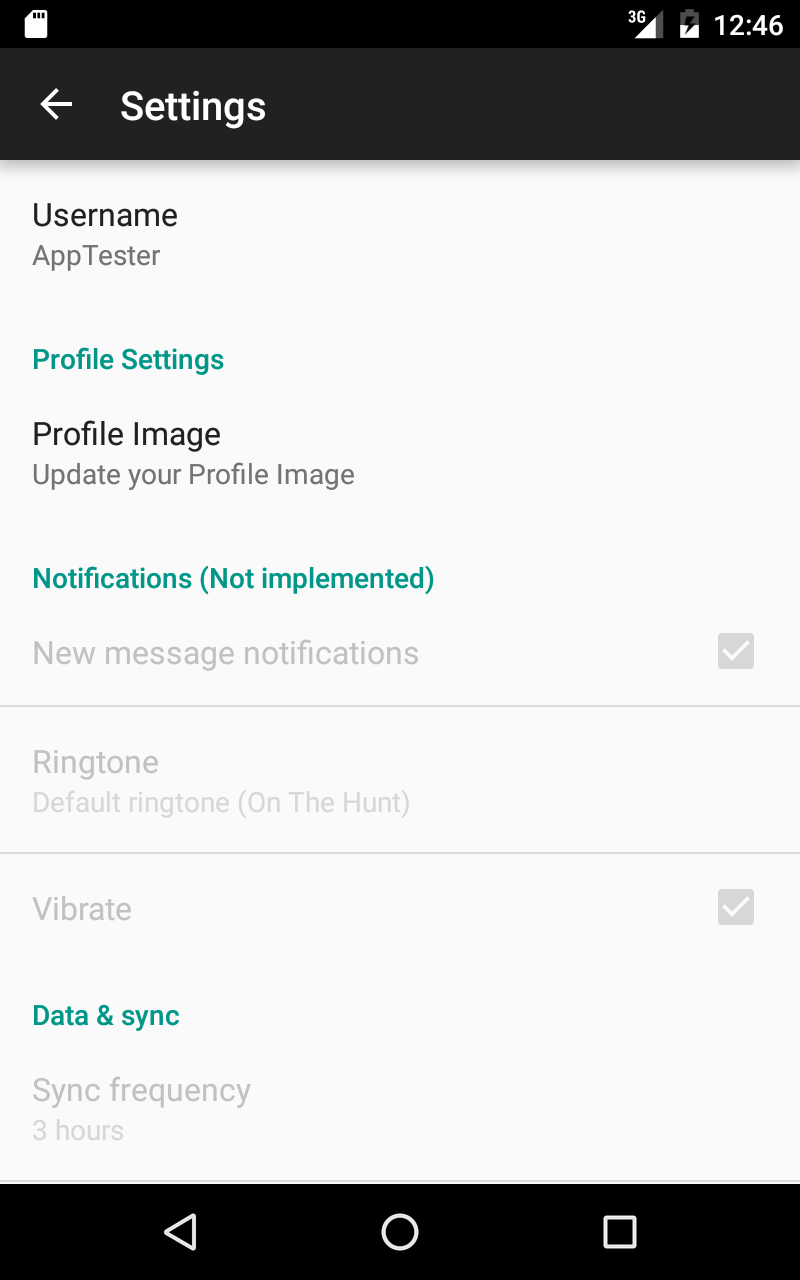 3G 12:46
Settings
Username
AppTester
Profile Settings
Profile Image
Update your Profile Image
Notifications (Not implemented)
New message notifications
Ringtone
Default ringtone (On The Hunt)
Vibrate
Data & sync
Sync frequency
3 hours